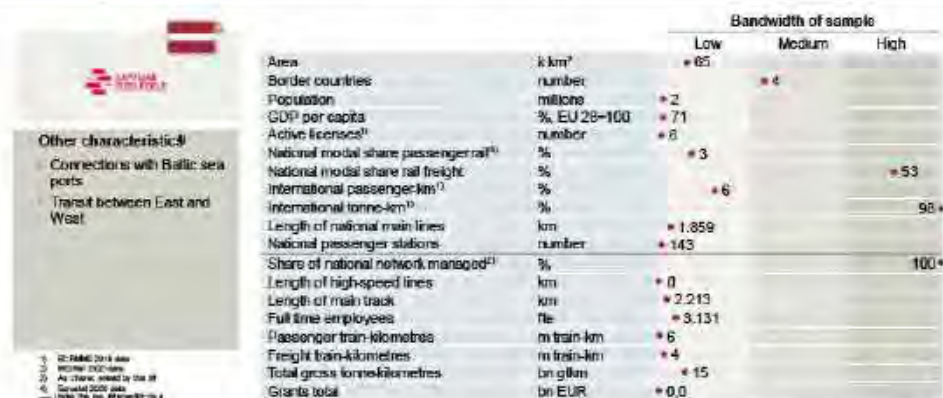 Bandwidth of sample
Low Medium High
Area k km² 65
Border countries number 4
Population millions 2
GDP per capita %, EU 28=100 71
Active licenses number 6
National modal share passenger rail % 3
National modal share rail freight % 53
International passenger-km % 6
International tonne-km % 98
Length of national main lines km 1.859
National passenger stations number 143
Share of national network managed % 100
Length of high-speed lines km 0
Length of main track km 2.213
Full time employees fte 3.131
Passenger train-kilometres m train-km 6
Freight train-kilometres m train-km 4
Total gross tonne-kilometres bn gtkm 15
Grants total bn EUR 0,0
Other characteristics
Connections with Baltic sea
ports
Transit between East and
West